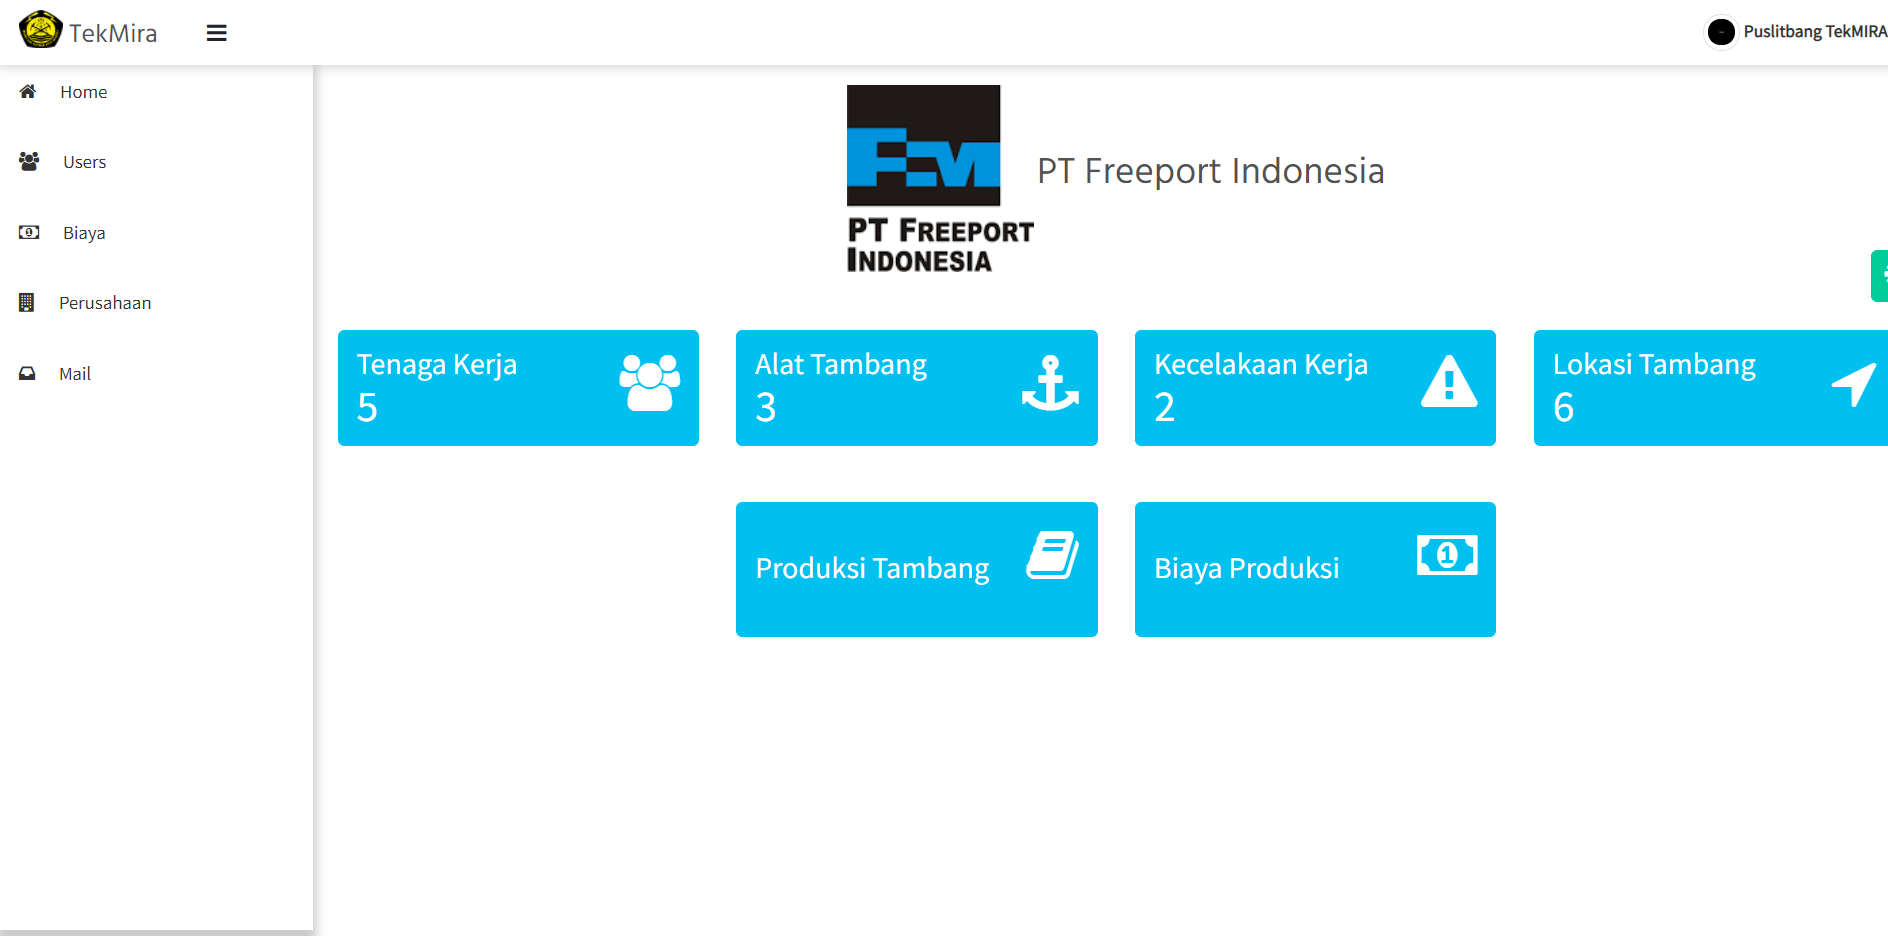 TekMira
Puslitbang TekMIRA
Home
Users
Biaya
Perusahaan
Mail
PT FREEPORT
INDONESIA
PT Freeport Indonesia
Tenaga Kerja
5
Alat Tambang
3
Kecelakaan Kerja
2
Lokasi Tambang
6
Produksi Tambang
Biaya Produksi
1